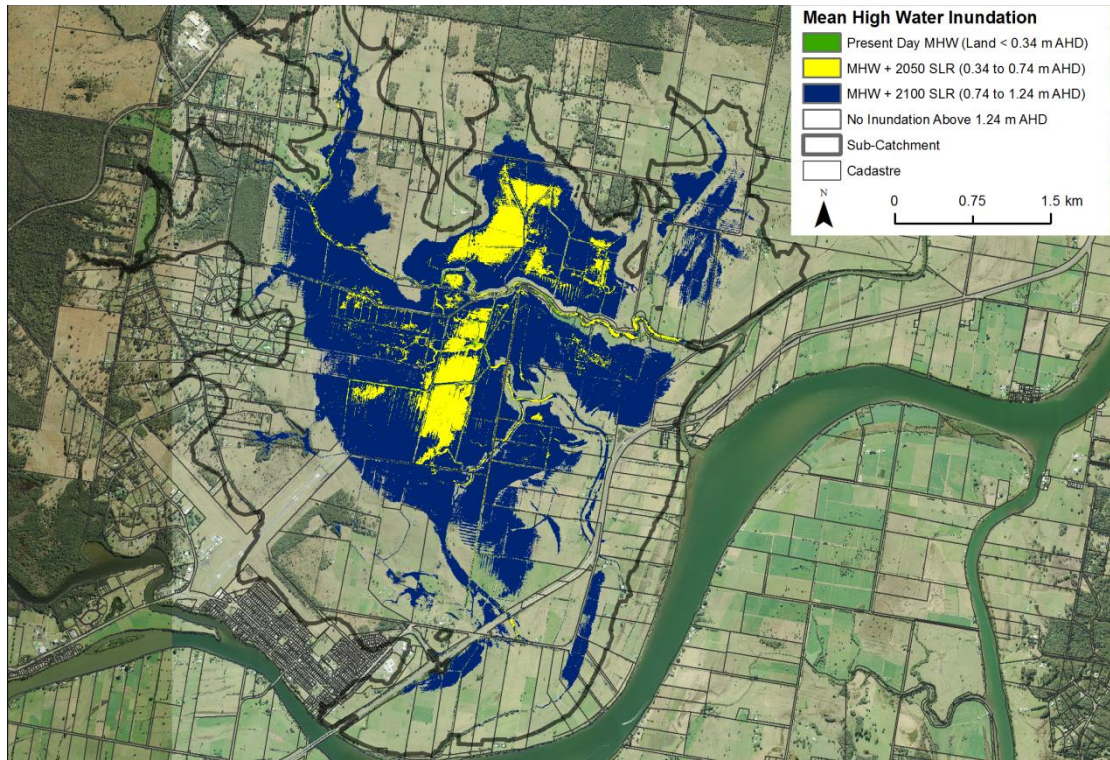 Mean High Water Inundation
Present Day MHW (Land < 0.34 m AHD)
MHW + 2050 SLR (0.34 to 0.74 m AHD)
MHW + 2100 SLR (0.74 to 1.24 m AHD)
No Inundation Above 1.24 m AHD
Sub-Catchment
Cadastre
N
0 0.75 1.5 km